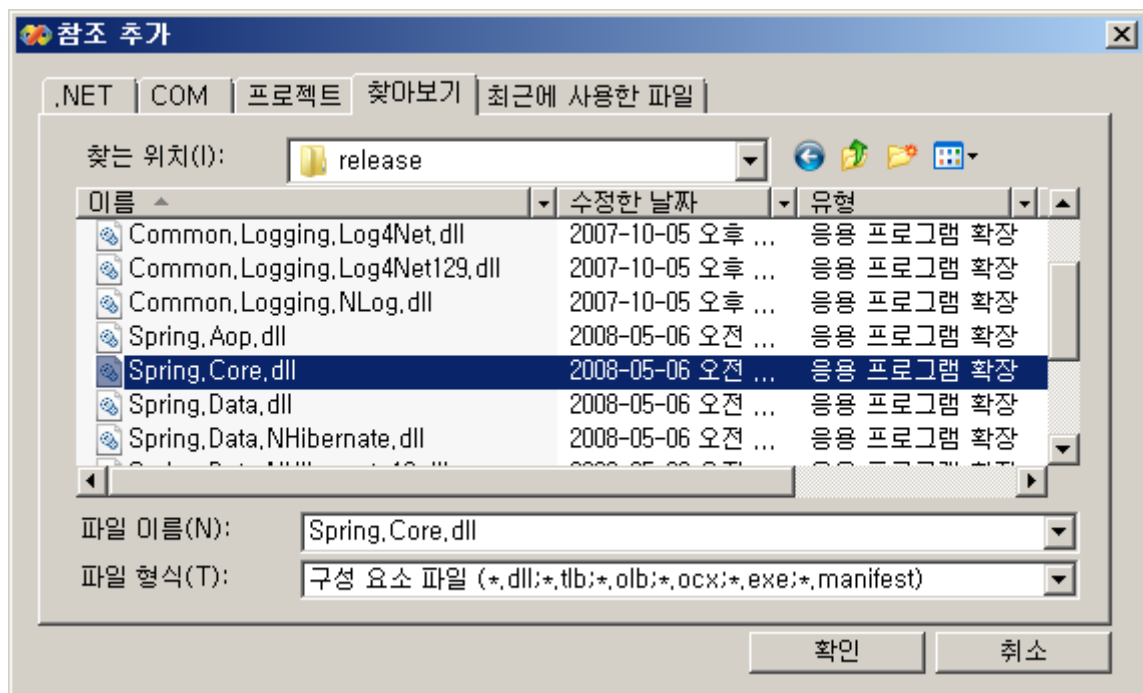 참조 추가
.NET COM 프로젝트 찾아보기 최근에 사용한 파일
찾는 위치(I): release
이름 수정한 날짜 유형
Common.Logging.Log4Net.dll 2007-10-05 오후 ... 응용 프로그램 확장
Common.Logging.Log4Net129.dll 2007-10-05 오후 ... 응용 프로그램 확장
Common.Logging.NLog.dll 2007-10-05 오후 ... 응용 프로그램 확장
Spring.Aop.dll 2008-05-06 오전 ... 응용 프로그램 확장
Spring.Core.dll 2008-05-06 오전 ... 응용 프로그램 확장
Spring.Data.dll 2008-05-06 오전 ... 응용 프로그램 확장
Spring.Data.NHibernate.dll 2008-05-06 오전 ... 응용 프로그램 확장
파일 이름(N): Spring.Core.dll
파일 형식(T): 구성 요소 파일 (*.dll;*.tlb;*.olb;*.ocx;*.exe;*.manifest)
확인 취소